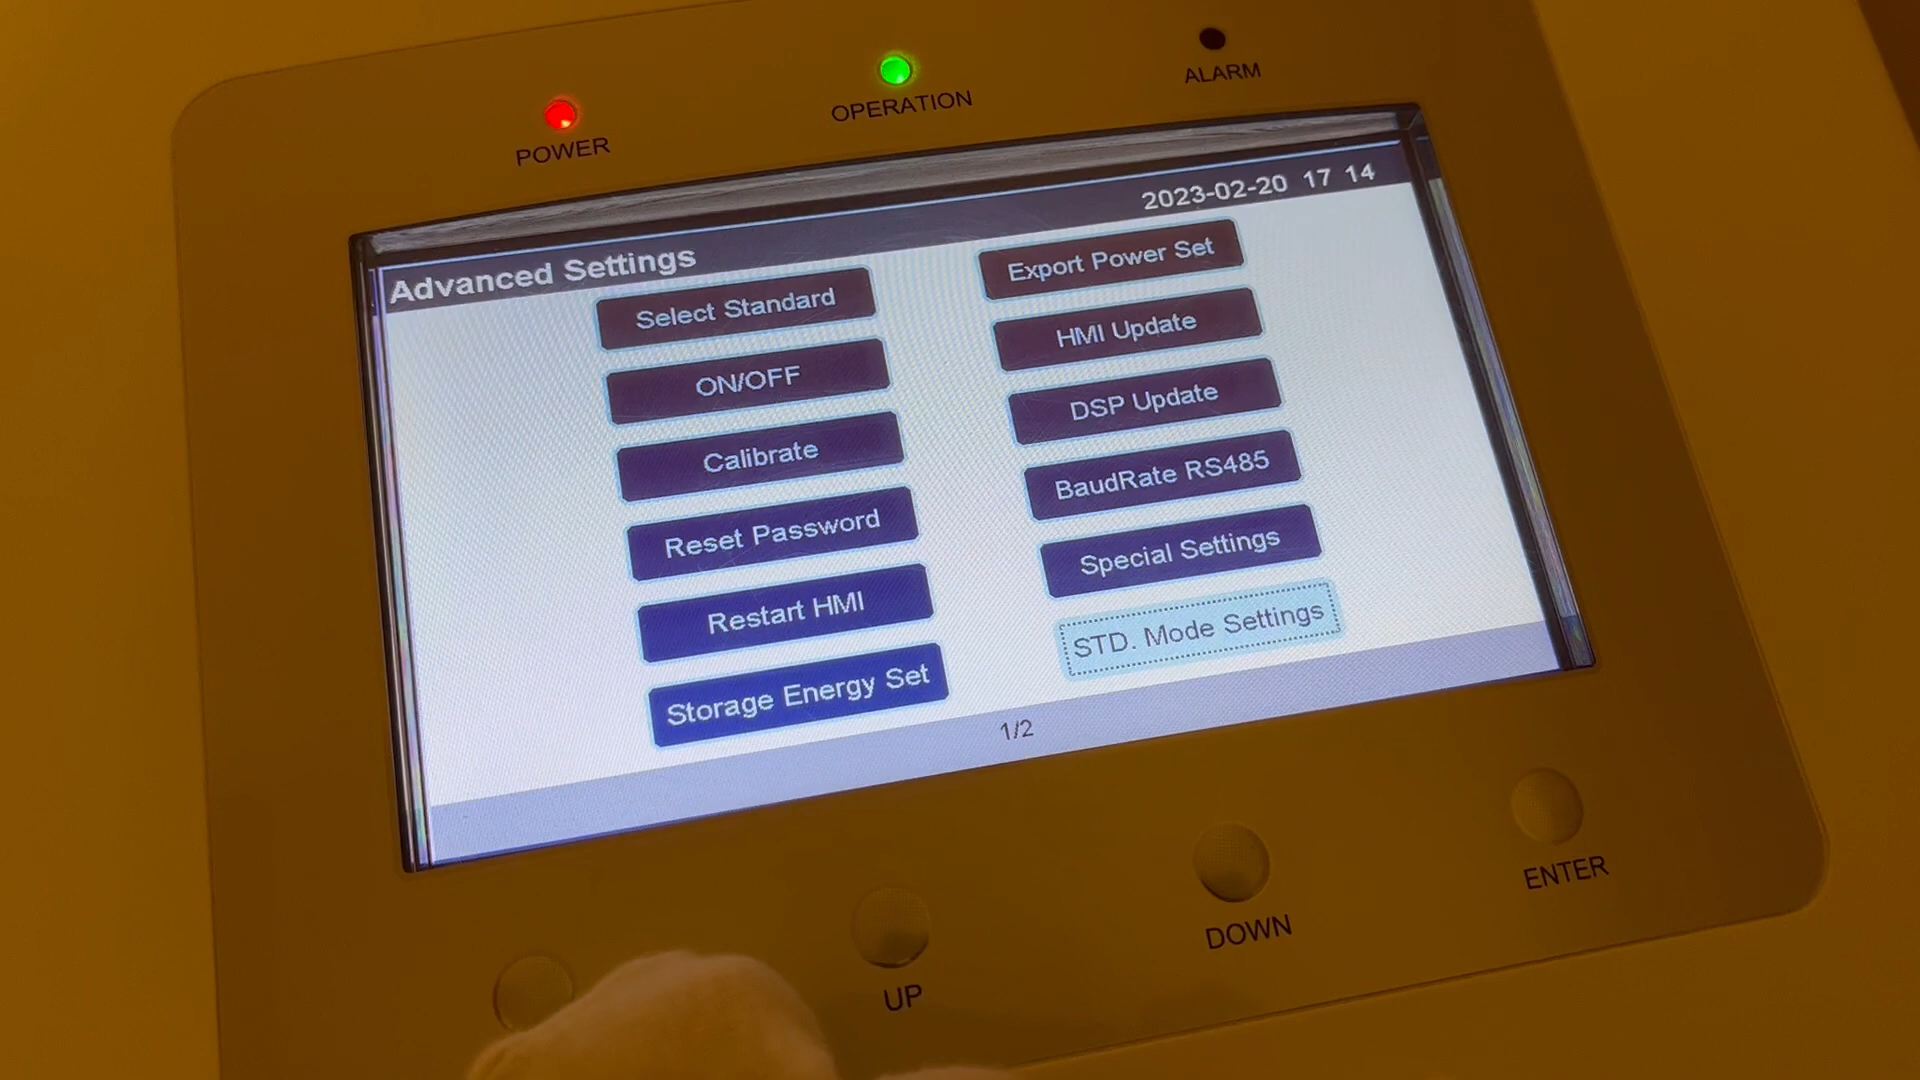 POWER
OPERATION
ALARM
Advanced Settings
2023-02-20 17 14
Select Standard
ON/OFF
Calibrate
Reset Password
Restart HMI
Storage Energy Set
Export Power Set
HMI Update
DSP Update
BaudRate RS485
Special Settings
STD. Mode Settings
1/2
UP
DOWN
ENTER